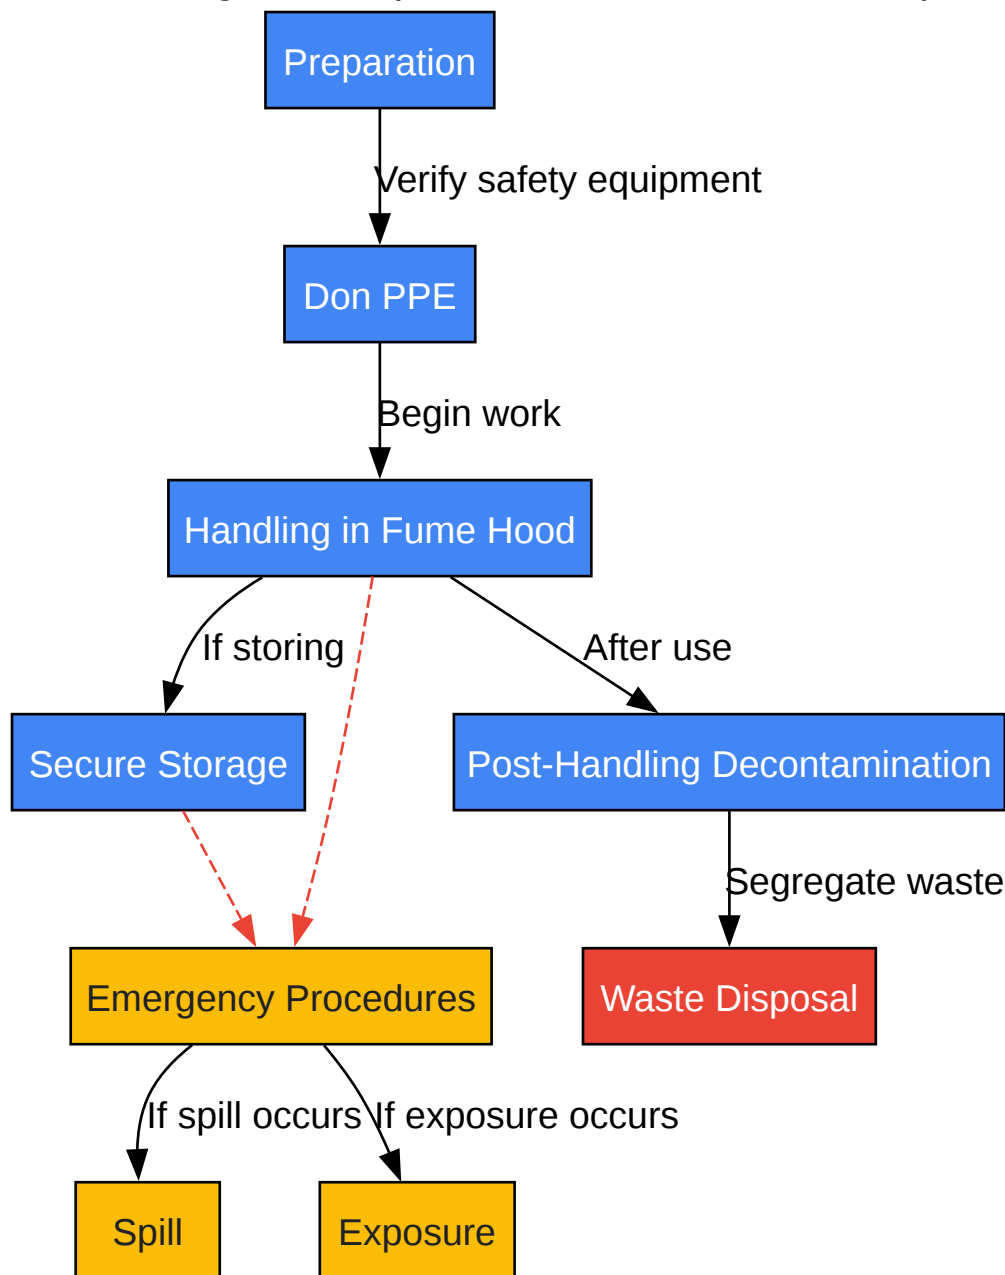 Preparation
Verify safety equipment
Don PPE
Begin work
Handling in Fume Hood
If storing
After use
Secure Storage
Post-Handling Decontamination
Segregate waste
Emergency Procedures
Waste Disposal
If spill occurs
If exposure occurs
Spill
Exposure